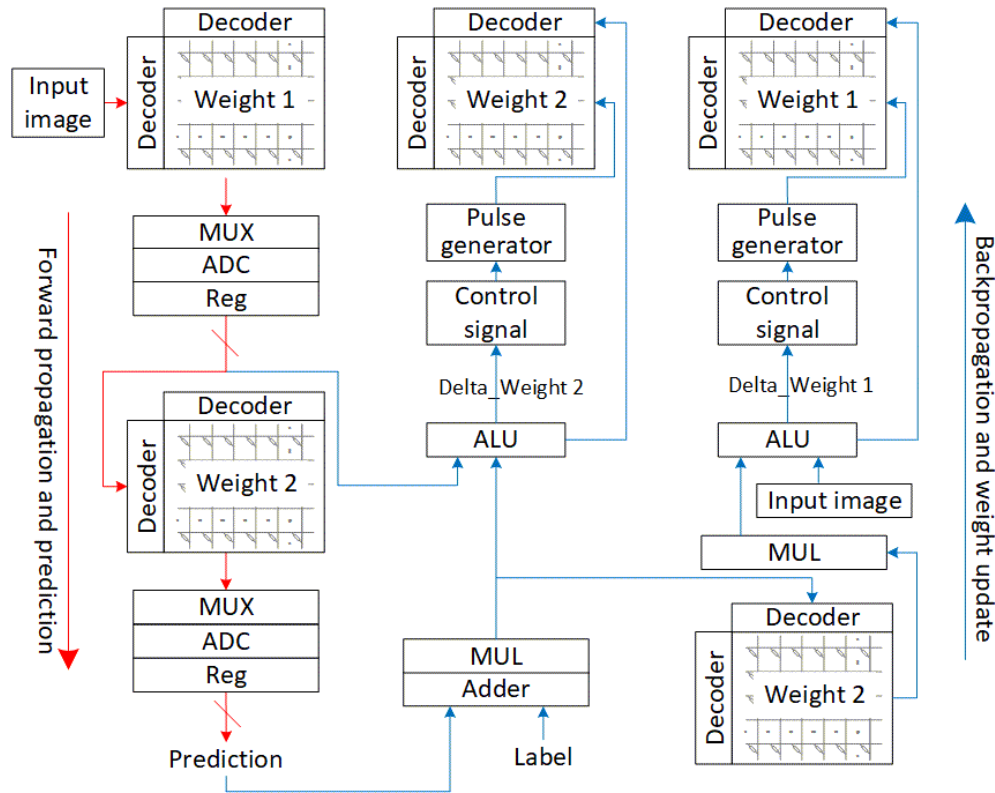 Decoder
Decoder
Weight 1
Input
image
MUX
ADC
Reg
Decoder
Decoder
Weight 2
MUX
ADC
Reg
Prediction
Forward propagation and prediction
Decoder
Decoder
Weight 2
Pulse
generator
Control
signal
Delta_Weight 2
ALU
MUL
Adder
Label
Decoder
Decoder
Weight 1
Pulse
generator
Control
signal
Delta_Weight 1
ALU
Input image
MUL
Decoder
Decoder
Weight 2
Backpropagation and weight update